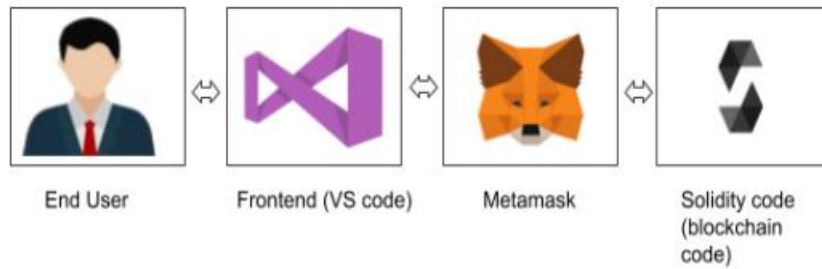 End User
Frontend (VS code)
Metamask
Solidity code
(blockchain
code)